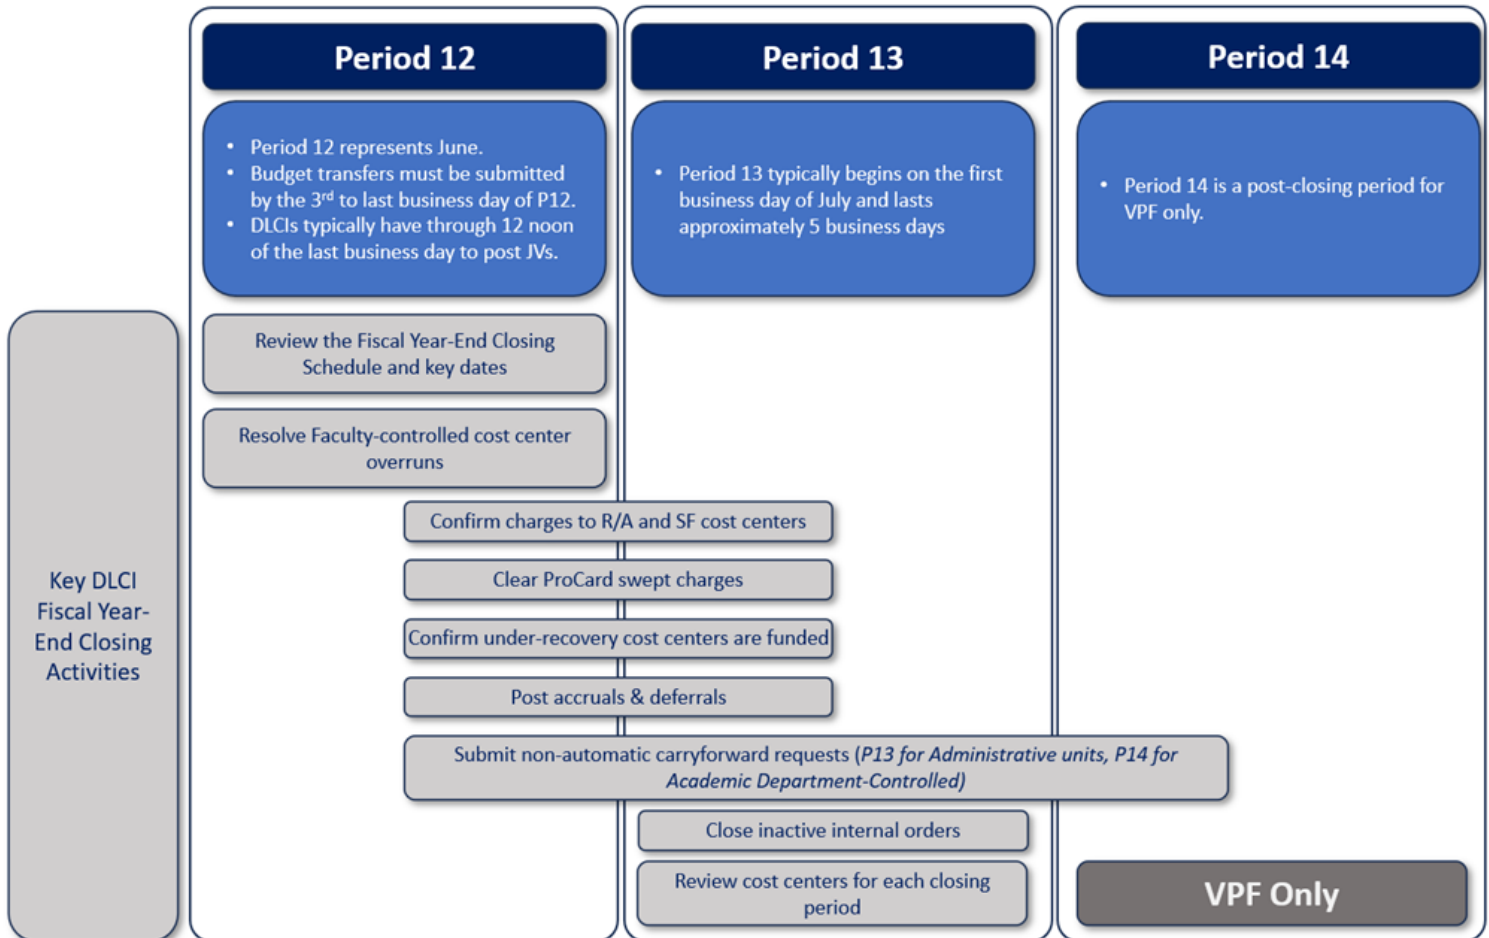 Period 12
Period 13
Period 14
• Period 12 represents June.
• Budget transfers must be submitted
by the 3rd to last business day of P12.
• DLCIs typically have through 12 noon
of the last business day to post JVs.
• Period 13 typically begins on the first
business day of July and lasts
approximately 5 business days
• Period 14 is a post-closing period for
VPF only.
Key DLCI
Fiscal Year-
End Closing
Activities
Review the Fiscal Year-End Closing
Schedule and key dates
Resolve Faculty-controlled cost center
overruns
Confirm charges to R/A and SF cost centers
Clear ProCard swept charges
Confirm under-recovery cost centers are funded
Post accruals & deferrals
Submit non-automatic carryforward requests (P13 for Administrative units, P14 for
Academic Department-Controlled)
Close inactive internal orders
Review cost centers for each closing
period
VPF Only